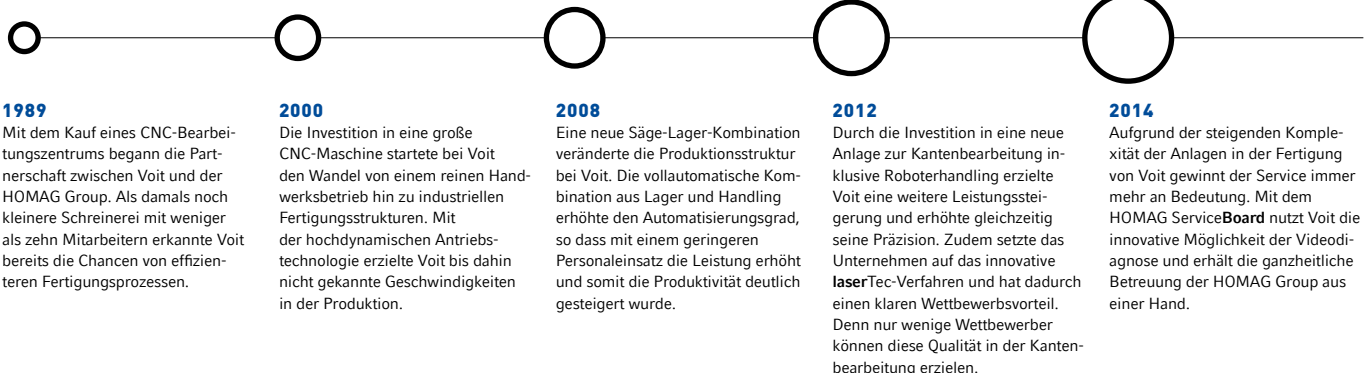 1989
Mit dem Kauf eines CNC-Bearbei-
tungszentrums begann die Part-
nerschaft zwischen Voit und der
HOMAG Group. Als damals noch
kleinere Schreinerei mit weniger
als zehn Mitarbeitern erkannte Voit
bereits die Chancen von effizien-
teren Fertigungsprozessen.
2000
Die Investition in eine große
CNC-Maschine startete bei Voit
den Wandel von einem reinen Hand-
werksbetrieb hin zu industriellen
Fertigungsstrukturen. Mit
der hochdynamischen Antriebs-
technologie erzielte Voit bis dahin
nicht gekannte Geschwindigkeiten
in der Produktion.
2008
Eine neue Säge-Lager-Kombination
veränderte die Produktionsstruktur
bei Voit. Die vollautomatische Kom-
bination aus Lager und Handling
erhöhte den Automatisierungsgrad,
so dass mit einem geringeren
Personaleinsatz die Leistung erhöht
und somit die Produktivität deutlich
gesteigert wurde.
2012
Durch die Investition in eine neue
Anlage zur Kantenbearbeitung in-
klusive Roboterhandling erzielte
Voit eine weitere Leistungsstei-
gerung und erhöhte gleichzeitig
seine Präzision. Zudem setzte das
Unternehmen auf das innovative
laserTec-Verfahren und hat dadurch
einen klaren Wettbewerbsvorteil.
Denn nur wenige Wettbewerber
können diese Qualität in der Kanten-
bearbeitung erzielen.
2014
Aufgrund der steigenden Komple-
xität der Anlagen in der Fertigung
von Voit gewinnt der Service immer
mehr an Bedeutung. Mit dem
HOMAG ServiceBoard nutzt Voit die
innovative Möglichkeit der Videodi-
agnose und erhält die ganzheitliche
Betreuung der HOMAG Group aus
einer Hand.